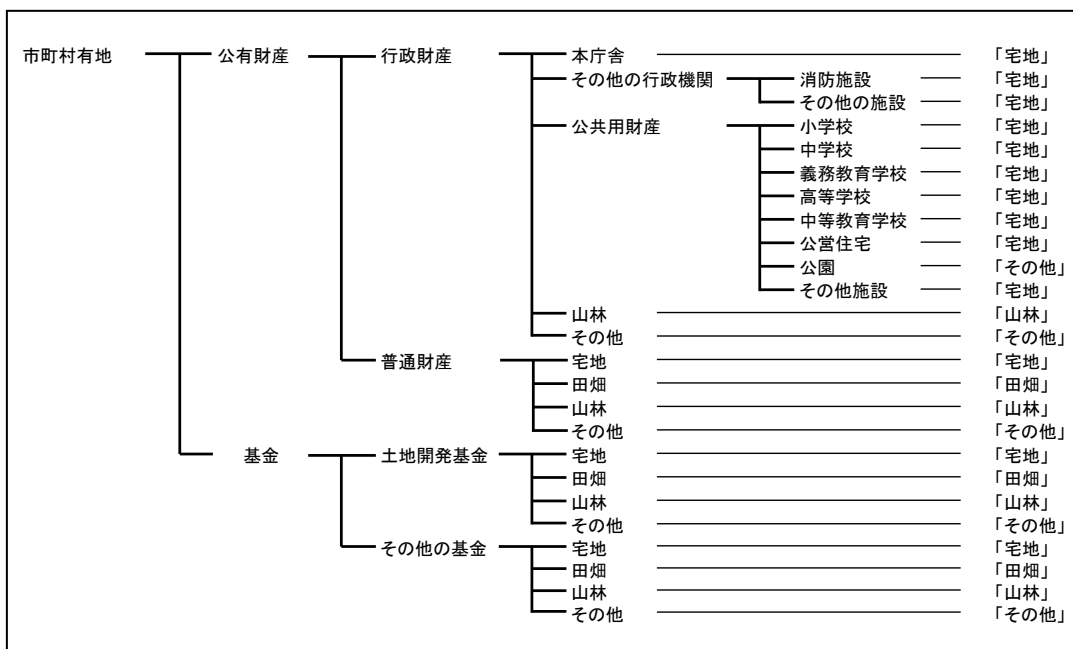 市町村有地 公有財産 行政財産 本庁舎 「宅地」
その他の行政機関 消防施設 「宅地」
その他の施設 「宅地」
公共用財産 小学校 「宅地」
中学校 「宅地」
義務教育学校 「宅地」
高等学校 「宅地」
中等教育学校 「宅地」
公営住宅 「宅地」
公園 「その他」
その他施設 「宅地」
山林 「山林」
その他 「その他」
普通財産 宅地 「宅地」
田畑 「田畑」
山林 「山林」
その他 「その他」
基金 土地開発基金 宅地 「宅地」
田畑 「田畑」
山林 「山林」
その他 「その他」
その他の基金 宅地 「宅地」
田畑 「田畑」
山林 「山林」
その他 「その他」